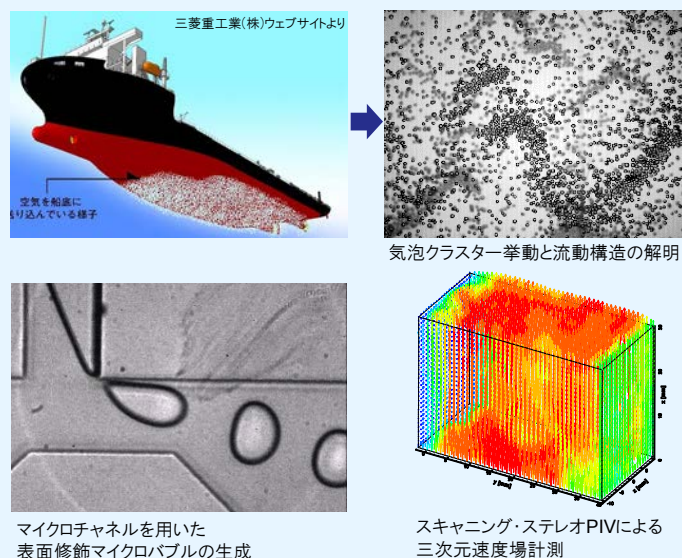 三菱重工業(株)ウェブサイトより
空気を船底に
送り込んでいる様子
気泡クラスター挙動と流動構造の解明
マイクロチャネルを用いた
表面修飾マイクロバブルの生成
スキャニング・ステレオPIVによる
三次元速度場計測